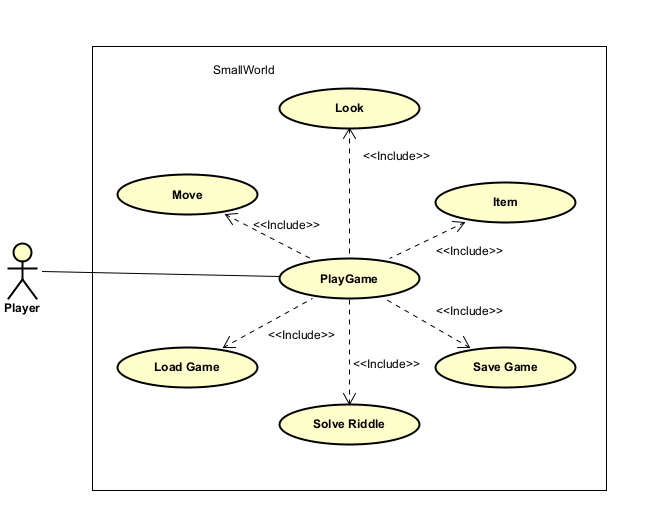 SmallWorld
Look
<<Include>>
Move
Item
<<Include>>
<<Include>>
PlayGame
Player
<<Include>>
<<Include>>
<<Include>>
Load Game
Save Game
Solve Riddle